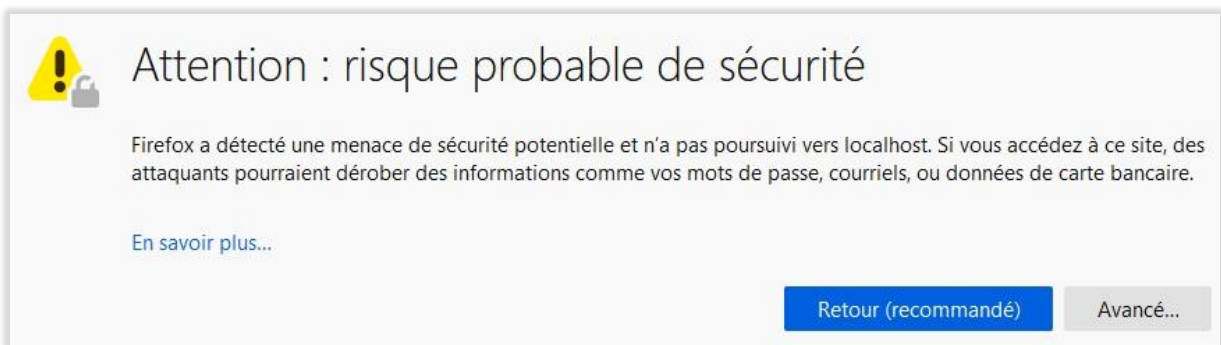 Attention : risque probable de sécurité
Firefox a détecté une menace de sécurité potentielle et n’a pas poursuivi vers localhost. Si vous accédez à ce site, des
attaquants pourraient dérober des informations comme vos mots de passe, courriels, ou données de carte bancaire.
En savoir plus...
Retour (recommandé)
Avancé...